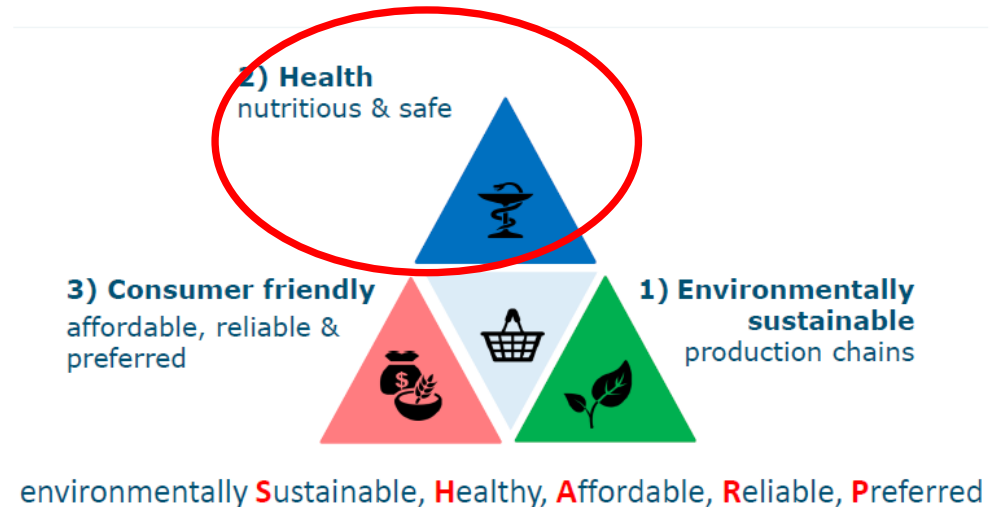 2) Health
nutritious & safe
3) Consumer friendly
affordable, reliable &
preferred
1) Environmentally
sustainable
production chains
$
environmentally Sustainable, Healthy, Affordable, Reliable, Preferred